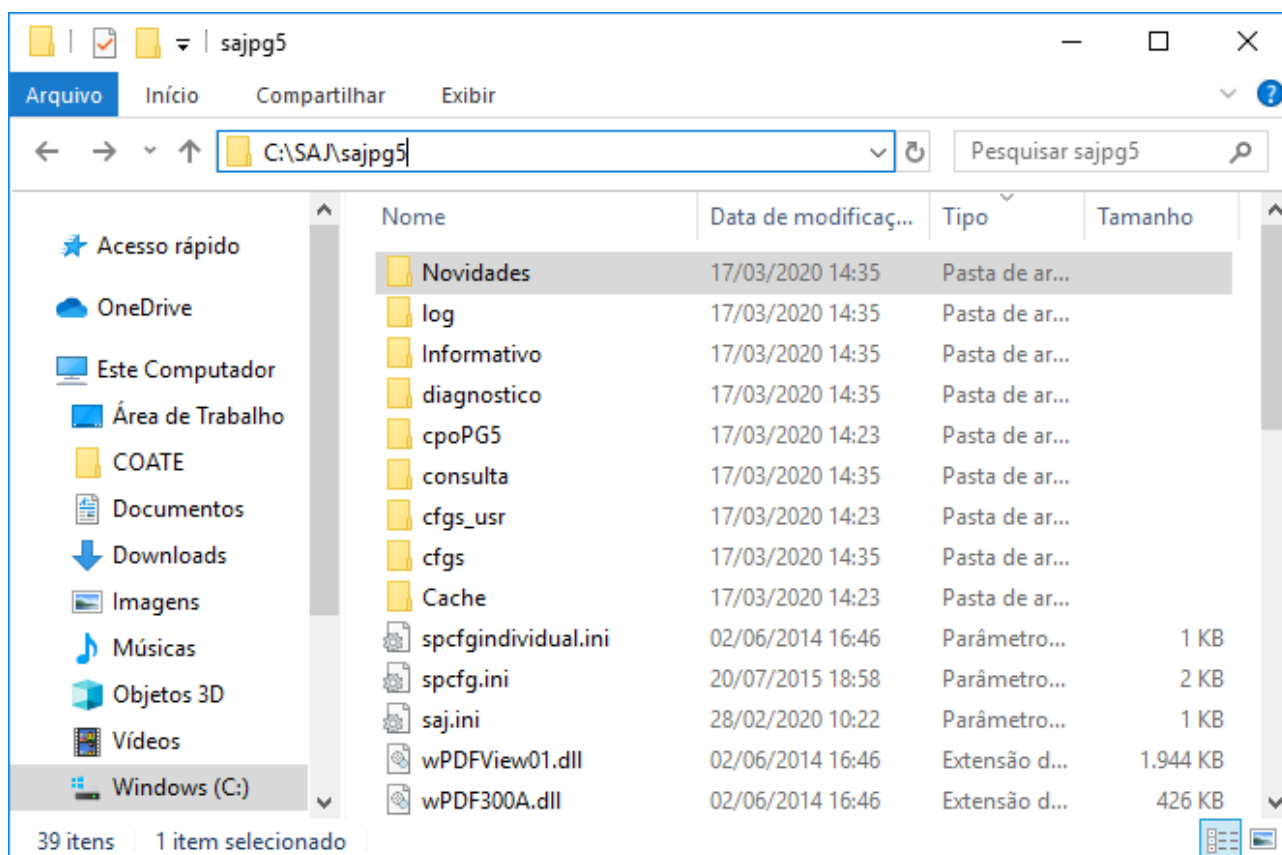 sajpg5
Arquivo Início Compartilhar Exibir
C:\SAJ\sajpg5 Pesquisar sajpg5
Nome Data de modificaç... Tipo Tamanho
Acesso rápido
OneDrive
Este Computador
Área de Trabalho
COATE
Documentos
Downloads
Imagens
Músicas
Objetos 3D
Vídeos
Windows (C:)
Novidades 17/03/2020 14:35 Pasta de ar...
log 17/03/2020 14:35 Pasta de ar...
Informativo 17/03/2020 14:35 Pasta de ar...
diagnostico 17/03/2020 14:35 Pasta de ar...
cpoPG5 17/03/2020 14:23 Pasta de ar...
consulta 17/03/2020 14:35 Pasta de ar...
cfgs_usr 17/03/2020 14:23 Pasta de ar...
cfgs 17/03/2020 14:35 Pasta de ar...
Cache 17/03/2020 14:23 Pasta de ar...
spcfgindividual.ini 02/06/2014 16:46 Parâmetro... 1 KB
spcfg.ini 20/07/2015 18:58 Parâmetro... 2 KB
saj.ini 28/02/2020 10:22 Parâmetro... 1 KB
wPDFView01.dll 02/06/2014 16:46 Extensão d... 1.944 KB
wPDF300A.dll 02/06/2014 16:46 Extensão d... 426 KB
39 itens 1 item selecionado